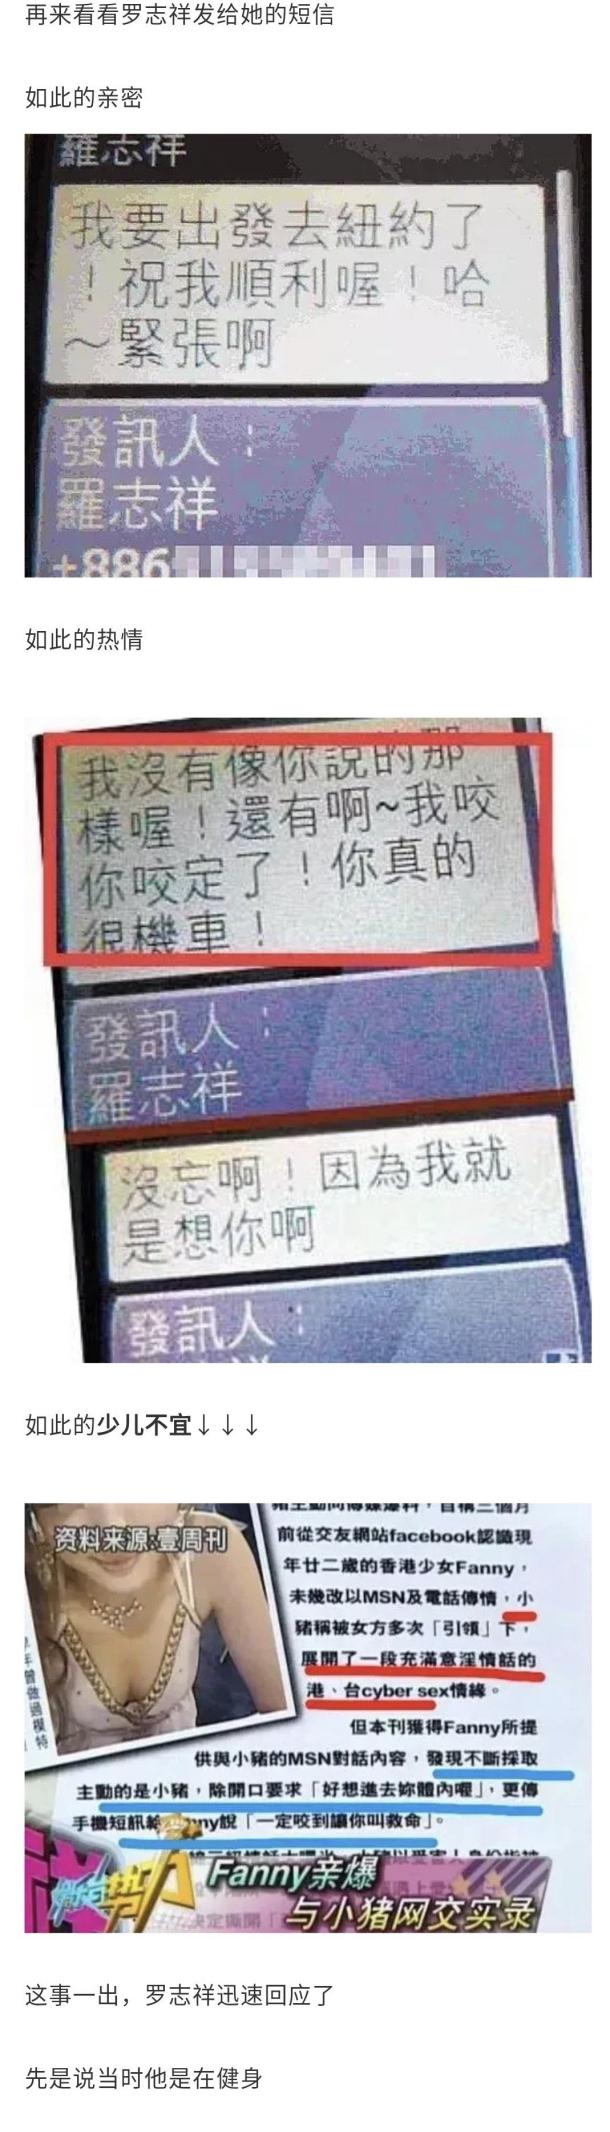 再来看看罗志祥发给她的短信
如此的亲密
羅志祥
我要出發去紐約了
！祝我順利喔！哈
～緊張啊
發訊人：
羅志祥
+886
如此的热情
我沒有像你說的那
樣喔！還有啊~我咬
你咬定了！你真的
很機車！
發訊人：
羅志祥
沒忘啊！因為我就
是想你啊
發訊人：
如此的少儿不宜↓↓↓
资料来源:壹周刊
前從交友網站facebook認識現
年廿二歲的香港少女Fanny，
未幾改以MSN及電話傳情，小
豬稱被女方多次「引領」下，
展開了一段充滿意淫情話的
港、台cyber sex情緣。
但本刊獲得Fanny所提
供與小豬的MSN對話內容，發現不斷採取
主動的是小豬，除開口要求「好想進去妳體內喔」，更傳
手機短訊給 ny說「一定咬到讓你叫救命」。
Fanny亲爆
与小猪网交实录
这事一出，罗志祥迅速回应了
先是说当时他是在健身